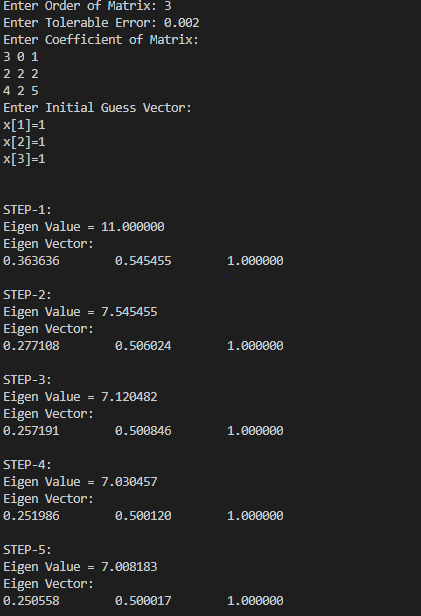 Enter Order of Matrix: 3
Enter Tolerable Error: 0.002
Enter Coefficient of Matrix:
3 0 1
2 2 2
4 2 5
Enter Initial Guess Vector:
x[1]=1
x[2]=1
x[3]=1
STEP-1:
Eigen Value = 11.000000
Eigen Vector:
0.363636 0.545455 1.000000
STEP-2:
Eigen Value = 7.545455
Eigen Vector:
0.277108 0.506024 1.000000
STEP-3:
Eigen Value = 7.120482
Eigen Vector:
0.257191 0.500846 1.000000
STEP-4:
Eigen Value = 7.030457
Eigen Vector:
0.251986 0.500120 1.000000
STEP-5:
Eigen Value = 7.008183
Eigen Vector:
0.250558 0.500017 1.000000